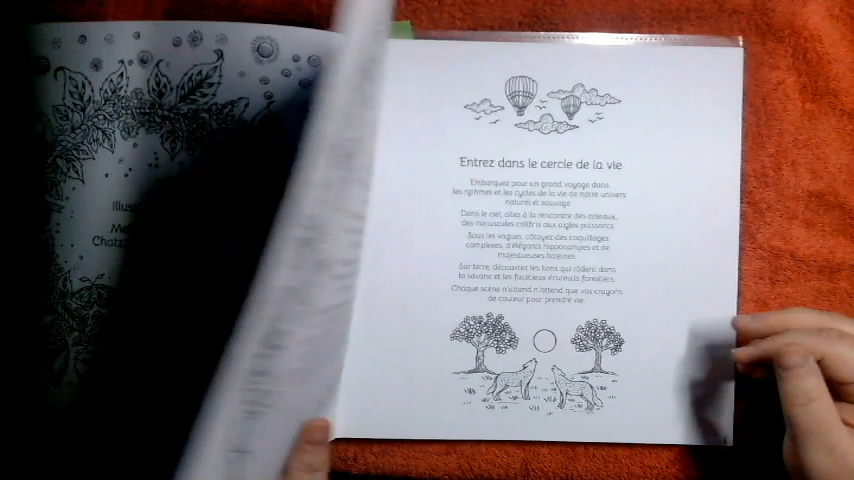 Illus
Mel
Chatz
Entrez dans le cercle de la vie
Embarquez pour un grand voyage dans
les rythmes et les cycles de la vie de notre univers
naturel et sauvage.
Dans le ciel, allez à la rencontre des oiseaux,
des minuscules colibris aux aigles puissants.
Sous les vagues, côtoyez des coquillages
complexes, d'élégants hippocampes et de
majestueuses baleines.
Sur terre, découvrez les lions qui rôdent dans
la savane et les facétieux écureuils forestiers.
Chaque scène n'attend n'attend que vos crayons
de couleur pour prendre vie.